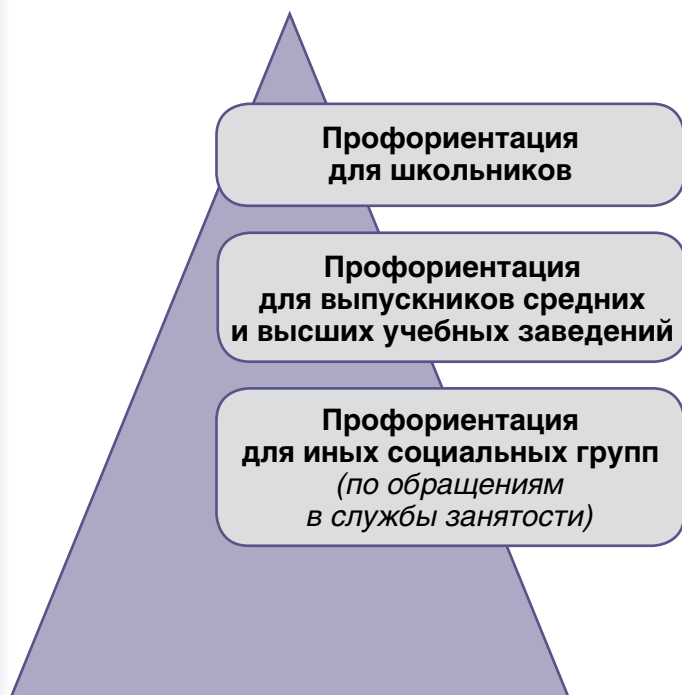 Профориентация
для школьников
Профориентация
для выпускников средних
и высших учебных заведений
Профориентация
для иных социальных групп
(по обращениям
в службы занятости)